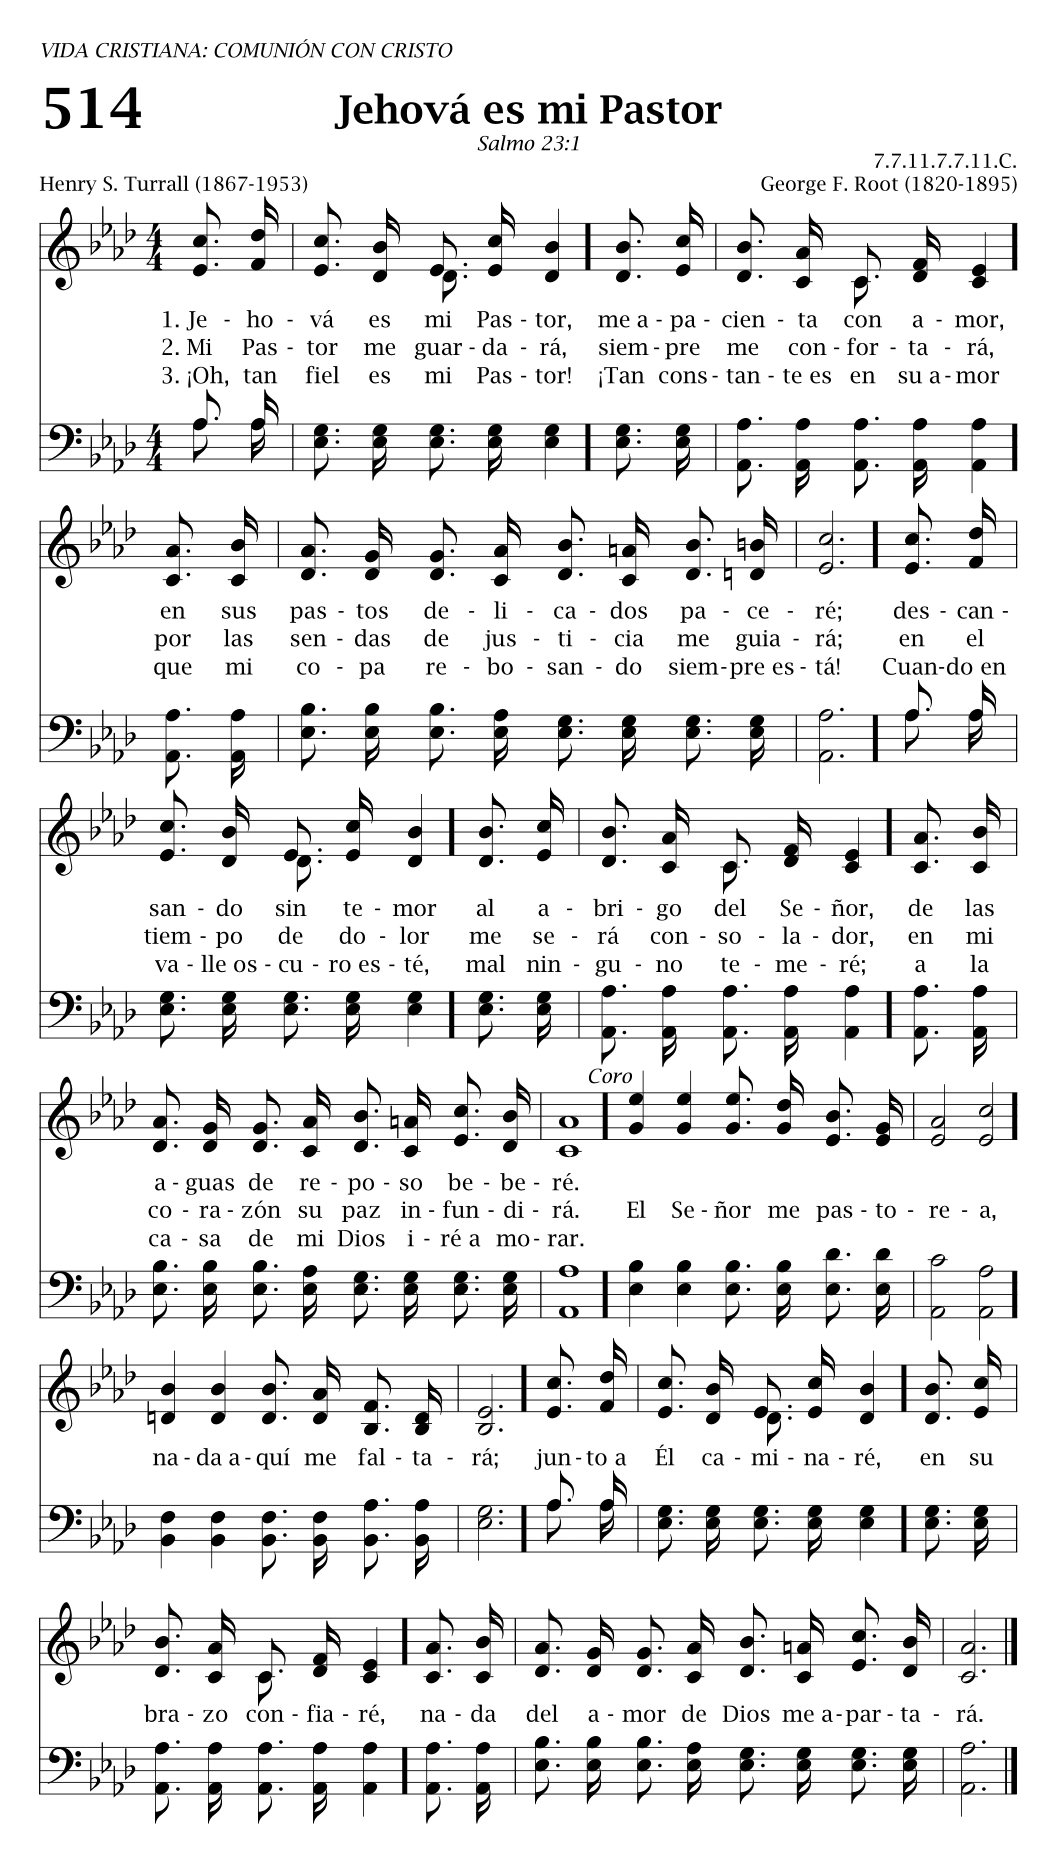 VIDA CRISTIANA: COMUNIÓN CON CRISTO
514
Jehová es mi Pastor
Salmo 23:1
7.7.11.7.7.11.C.
Henry S. Turrall (1867-1953)
George F. Root (1820-1895)
1. Je - ho - vá es mi Pas - tor, me a - pa - cien - ta con a - mor,
2. Mi Pas - tor me guar - da - rá, siem - pre me con - for - ta - rá,
3. ¡Oh, tan fiel es mi Pas - tor! ¡Tan cons - tan - te es en su a - mor
en sus pas - tos de - li - ca - dos pa - ce - ré; des - can -
por las sen - das de jus - ti - cia me guia - rá; en el
que mi co - pa re - bo - san - do siem - pre es - tá! Cuan - do en
san - do sin te - mor al a - bri - go del Se - ñor, de las
tiem - po de do - lor me se - rá con - so - la - dor, en mi
va - lle os - cu - ro es - té, mal nin - gu - no te - me - ré; a la
Coro
a - guas de re - po - so be - be - ré.
co - ra - zón su paz in - fun - di - rá. El Se - ñor me pas - to - re - a,
ca - sa de mi Dios i - ré a mo - rar.
na - da a - quí me fal - ta - rá; jun - to a Él ca - mi - na - ré, en su
bra - zo con - fia - ré, na - da del a - mor de Dios me a - par - ta - rá.